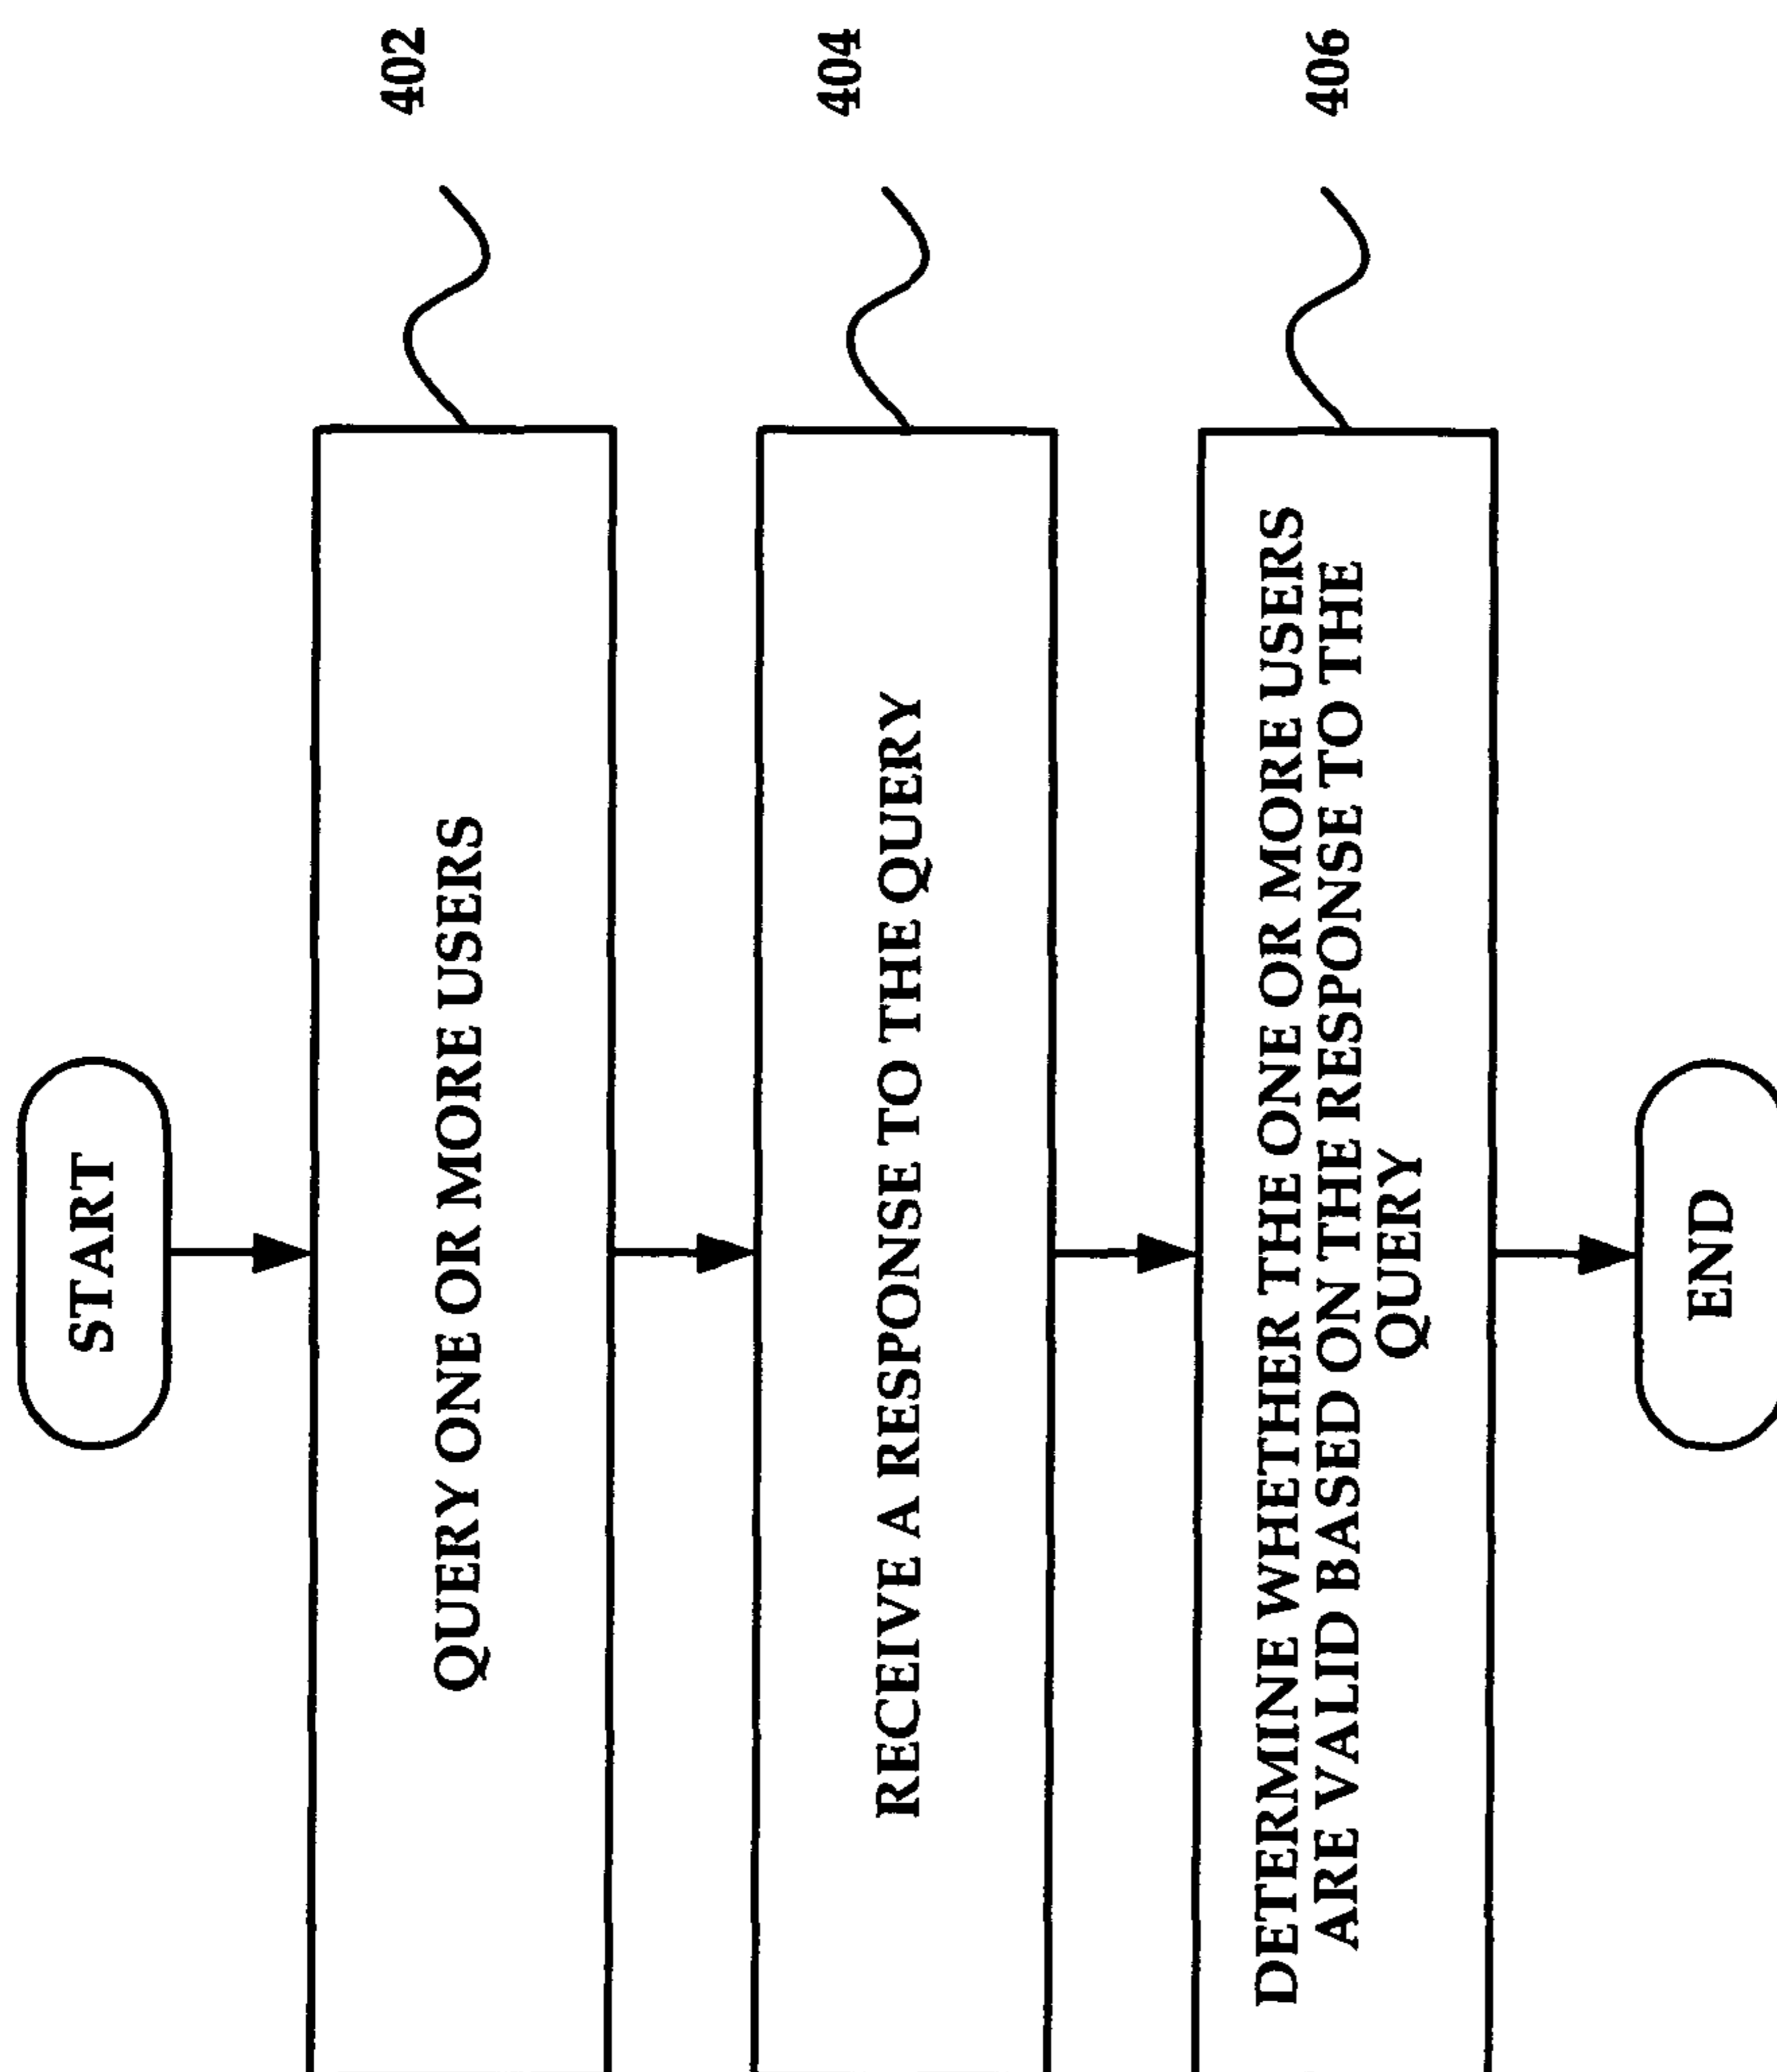 START
QUERY ONE OR MORE USERS
402
RECEIVE A RESPONSE TO THE QUERY
404
DETERMINE WHETHER THE ONE OR MORE USERS
ARE VALID BASED ON THE RESPONSE TO THE
QUERY
406
END